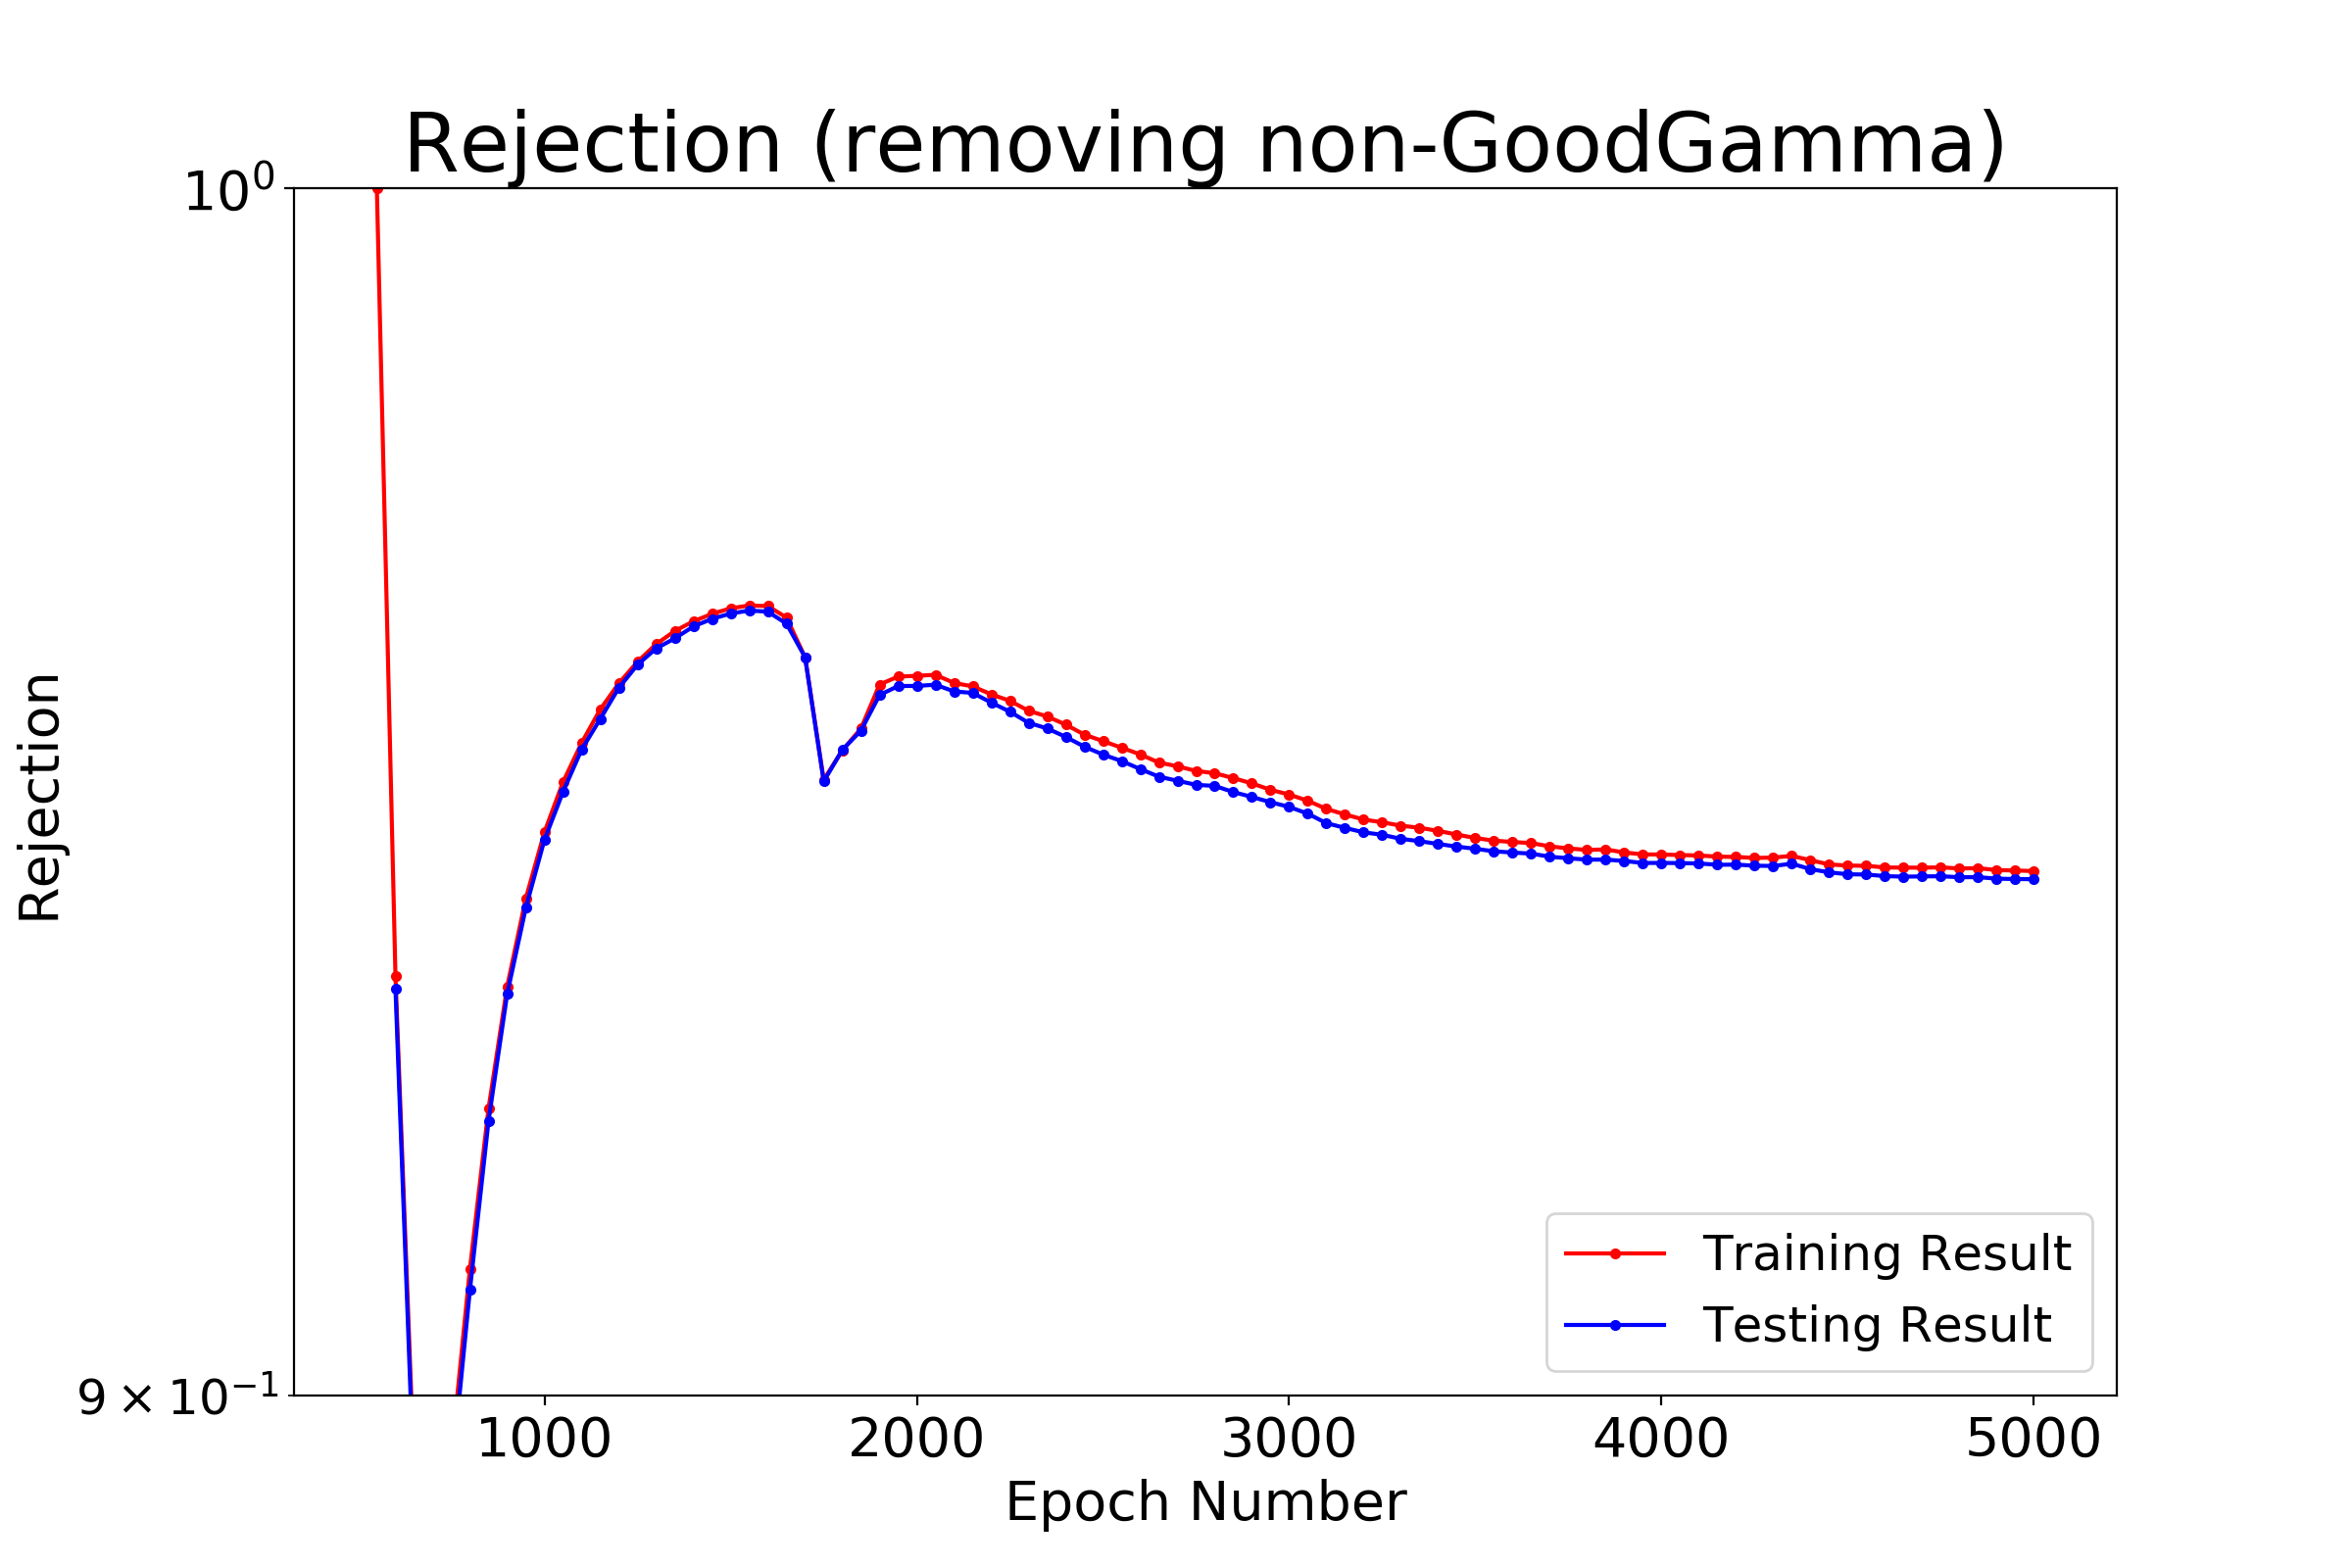 Rejection (removing non-GoodGamma)
10⁰
Rejection
9 × 10⁻¹
Training Result
Testing Result
1000 2000 3000 4000 5000
Epoch Number